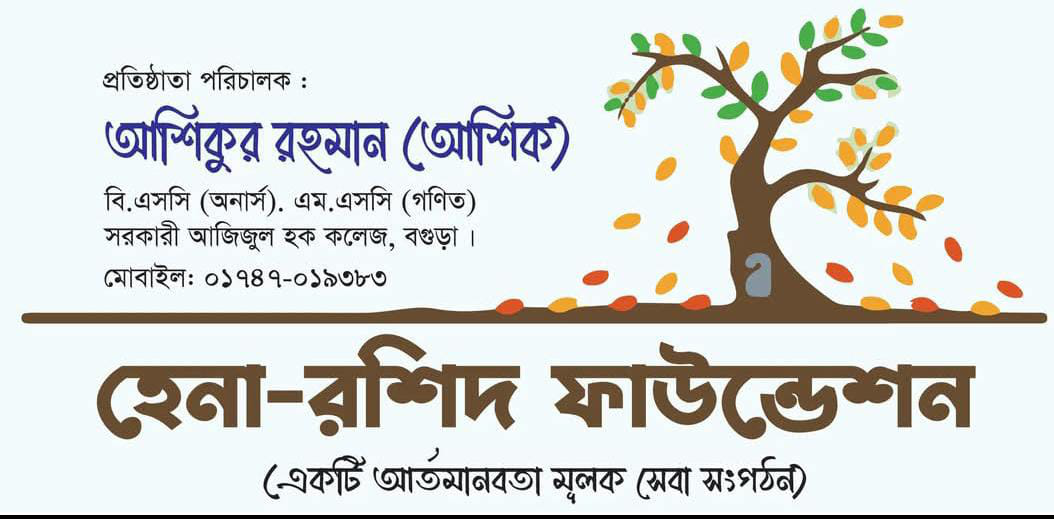 প্রতিষ্ঠাতা পরিচালক :
আশিকুর রহমান (আশিক)
বি.এসসি (অনার্স). এম.এসসি (গণিত)
সরকারী আজিজুল হক কলেজ, বগুড়া ।
মোবাইল: ০১৭৪৭-০১৯৩৮৩
a
হেনা-রশিদ ফাউন্ডেশন
(একটি আর্তমানবতা মূলক সেবা সংগঠন)